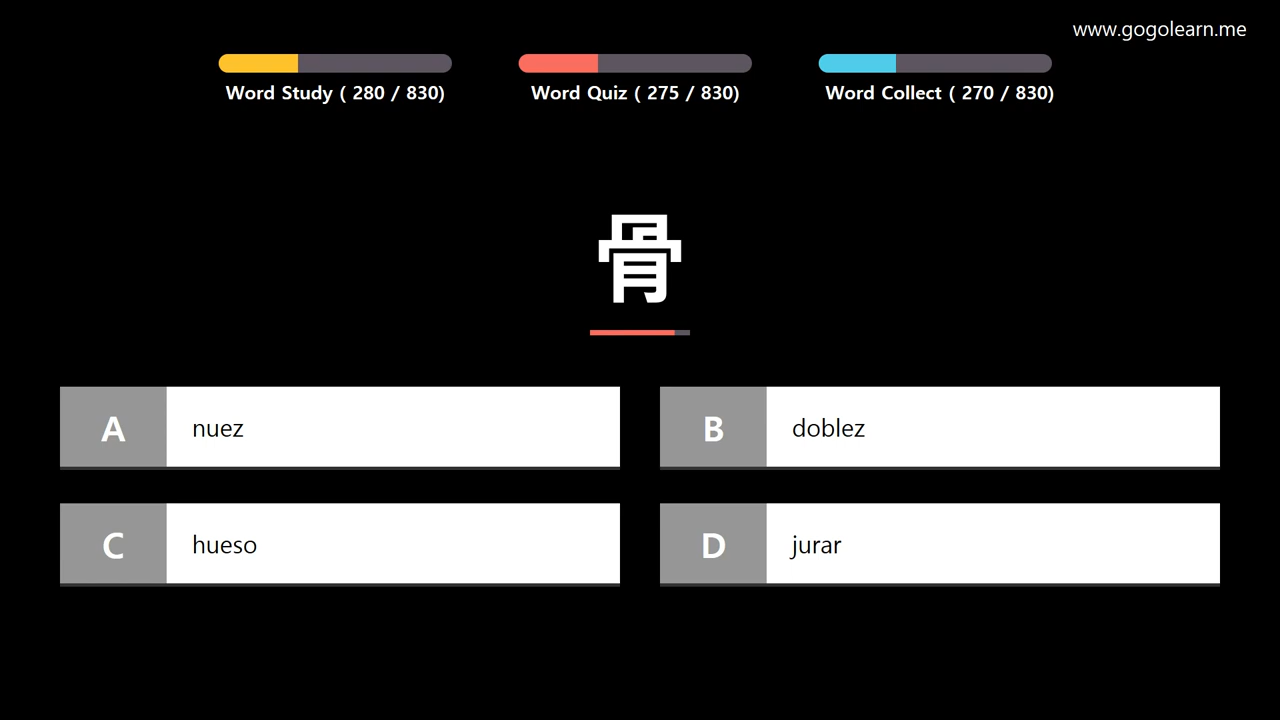 www.gogolearn.me
Word Study ( 280 / 830)
Word Quiz ( 275 / 830)
Word Collect ( 270 / 830)
骨
A nuez
B doblez
C hueso
D jurar